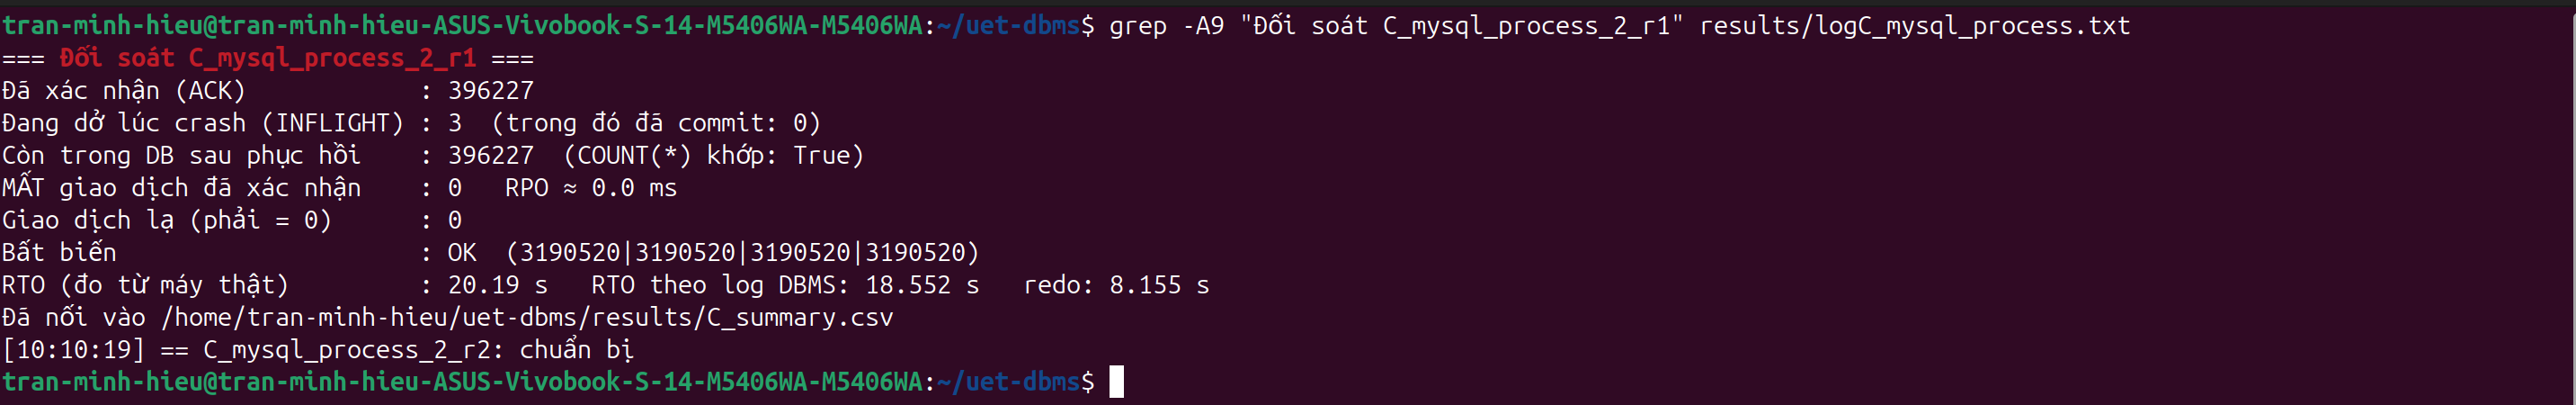 tran-minh-hieu@tran-minh-hieu-ASUS-Vivobook-S-14-M5406WA-M5406WA:~/uet-dbms$ grep -A9 "Đối soát C_mysql_process_2_r1" results/logC_mysql_process.txt
=== Đối soát C_mysql_process_2_r1 ===
Đã xác nhận (ACK)            : 396227
Đang dở lúc crash (INFLIGHT) : 3  (trong đó đã commit: 0)
Còn trong DB sau phục hồi    : 396227  (COUNT(*) khớp: True)
MẤT giao dịch đã xác nhận    : 0   RPO ≈ 0.0 ms
Giao dịch lạ (phải = 0)      : 0
Bất biến                     : OK  (3190520|3190520|3190520|3190520)
RTO (đo từ máy thật)         : 20.19 s   RTO theo log DBMS: 18.552 s   redo: 8.155 s
Đã nối vào /home/tran-minh-hieu/uet-dbms/results/C_summary.csv
[10:10:19] == C_mysql_process_2_r2: chuẩn bị
tran-minh-hieu@tran-minh-hieu-ASUS-Vivobook-S-14-M5406WA-M5406WA:~/uet-dbms$